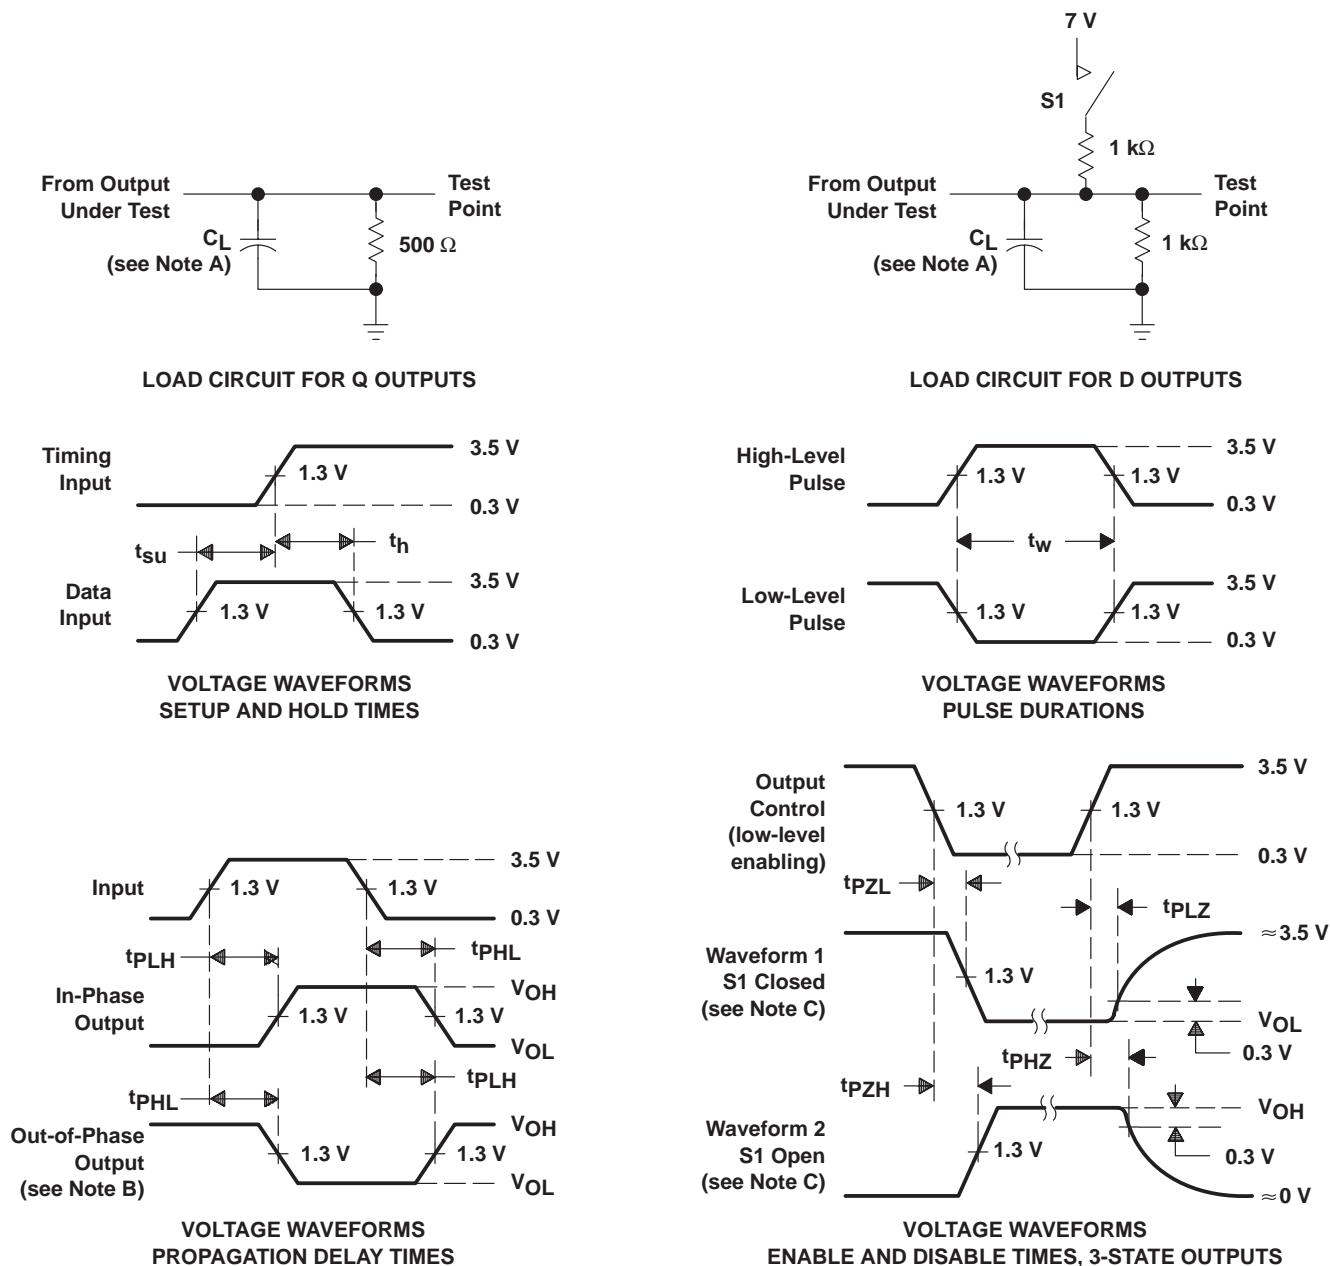 7 V
S1
1 kΩ
From Output
Under Test
Test
Point
CL
(see Note A)
500 Ω
From Output
Under Test
Test
Point
CL
(see Note A)
1 kΩ
LOAD CIRCUIT FOR Q OUTPUTS
LOAD CIRCUIT FOR D OUTPUTS
Timing
Input
3.5 V
1.3 V
0.3 V
tsu
th
Data
Input
3.5 V
1.3 V
1.3 V
0.3 V
VOLTAGE WAVEFORMS
SETUP AND HOLD TIMES
High-Level
Pulse
3.5 V
1.3 V
1.3 V
0.3 V
tw
Low-Level
Pulse
3.5 V
1.3 V
1.3 V
0.3 V
VOLTAGE WAVEFORMS
PULSE DURATIONS
Input
3.5 V
1.3 V
1.3 V
0.3 V
tPLH
tPHL
In-Phase
Output
VOH
1.3 V
1.3 V
VOL
tPHL
tPLH
Out-of-Phase
Output
(see Note B)
VOH
1.3 V
1.3 V
VOL
VOLTAGE WAVEFORMS
PROPAGATION DELAY TIMES
Output
Control
(low-level
enabling)
3.5 V
1.3 V
1.3 V
0.3 V
tPZL
tPLZ
Waveform 1
S1 Closed
(see Note C)
≈3.5 V
1.3 V
VOL
0.3 V
tPHZ
tPZH
Waveform 2
S1 Open
(see Note C)
VOH
1.3 V
0.3 V
≈0 V
VOLTAGE WAVEFORMS
ENABLE AND DISABLE TIMES, 3-STATE OUTPUTS